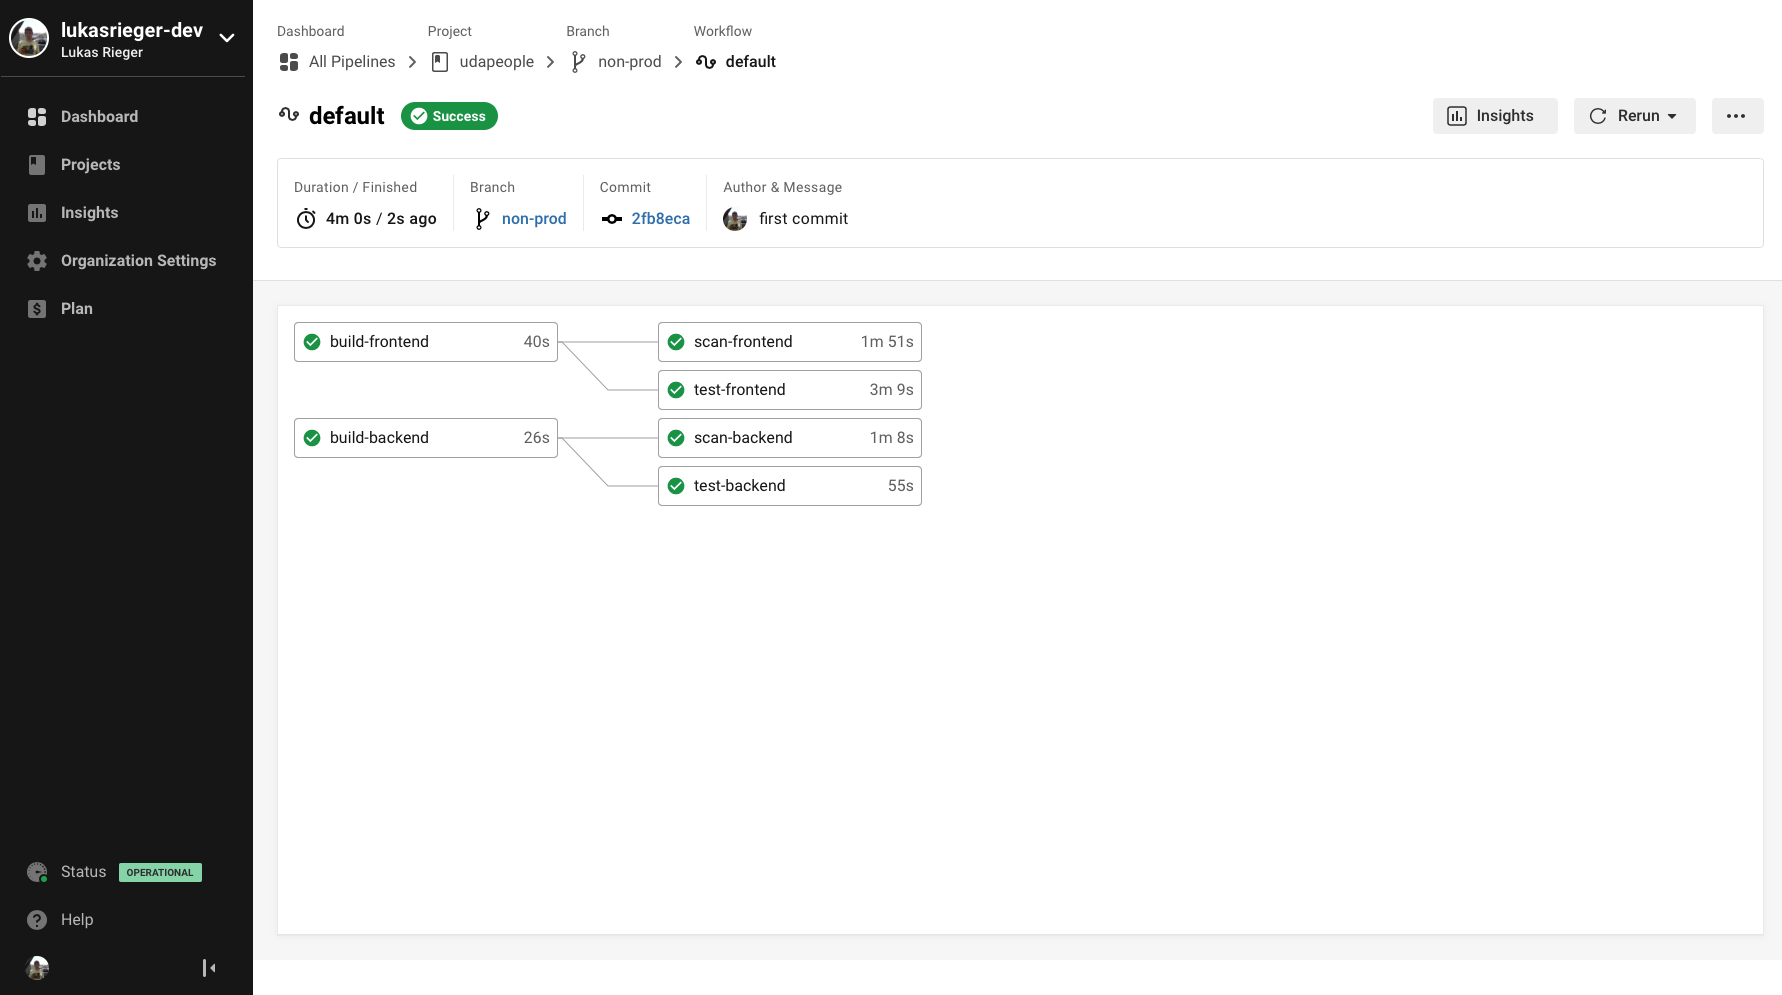 lukasrieger-dev
Lukas Rieger
Dashboard
Projects
Insights
Organization Settings
Plan
Status OPERATIONAL
Help
Dashboard Project Branch Workflow
All Pipelines udapeople non-prod default
default Success Insights Rerun
Duration / Finished Branch Commit Author & Message
4m 0s / 2s ago non-prod 2fb8eca first commit
build-frontend 40s scan-frontend 1m 51s
test-frontend 3m 9s
build-backend 26s scan-backend 1m 8s
test-backend 55s